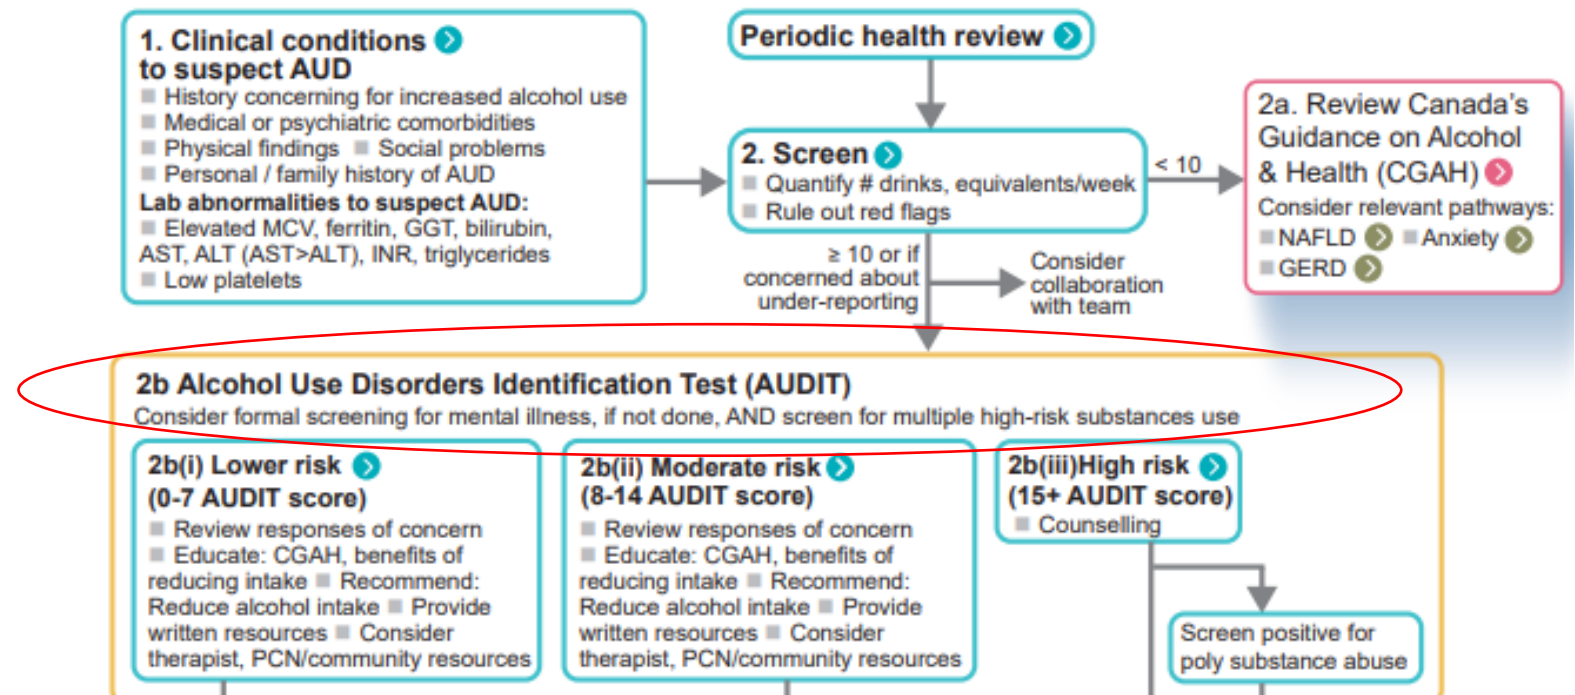 1. Clinical conditions
to suspect AUD
History concerning for increased alcohol use
Medical or psychiatric comorbidities
Physical findings Social problems
Personal / family history of AUD
Lab abnormalities to suspect AUD:
Elevated MCV, ferritin, GGT, bilirubin,
AST, ALT (AST>ALT), INR, triglycerides
Low platelets
Periodic health review
2. Screen
Quantify # drinks, equivalents/week
Rule out red flags
< 10
2a. Review Canada's
Guidance on Alcohol
& Health (CGAH)
Consider relevant pathways:
NAFLD Anxiety
GERD
≥ 10 or if
concerned about
under-reporting
Consider
collaboration
with team
2b Alcohol Use Disorders Identification Test (AUDIT)
Consider formal screening for mental illness, if not done, AND screen for multiple high-risk substances use
2b(i) Lower risk
(0-7 AUDIT score)
Review responses of concern
Educate: CGAH, benefits of
reducing intake Recommend:
Reduce alcohol intake Provide
written resources Consider
therapist, PCN/community resources
2b(ii) Moderate risk
(8-14 AUDIT score)
Review responses of concern
Educate: CGAH, benefits of
reducing intake Recommend:
Reduce alcohol intake Provide
written resources Consider
therapist, PCN/community resources
2b(iii)High risk
(15+ AUDIT score)
Counselling
Screen positive for
poly substance abuse